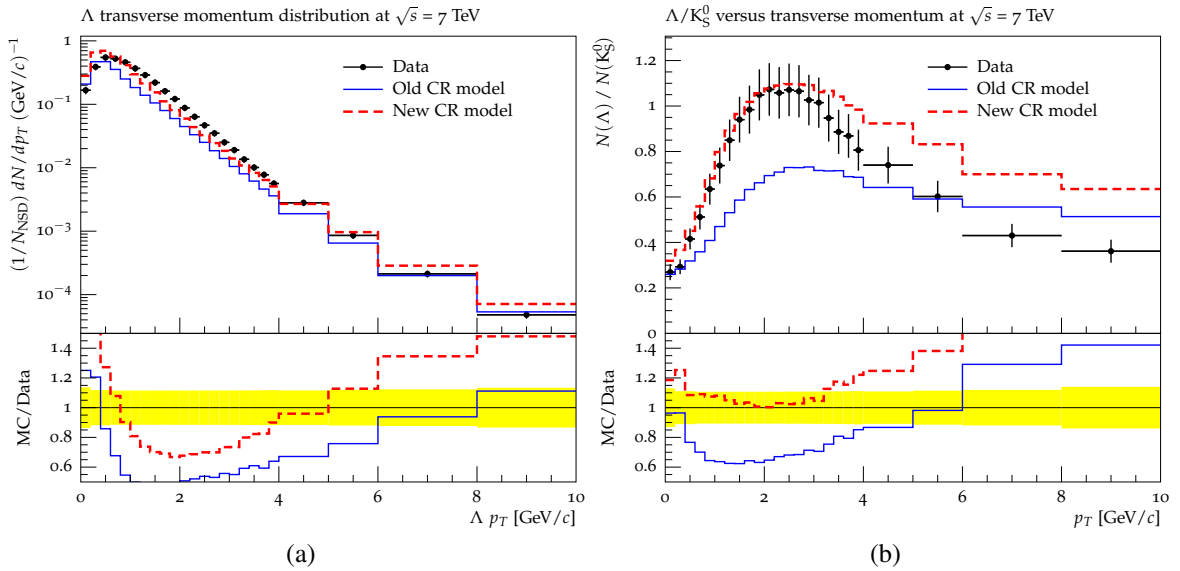 Λ transverse momentum distribution at √s = 7 TeV
(1/N_NSD) dN/dp_T (GeV/c)⁻¹
1
10⁻¹
10⁻²
10⁻³
10⁻⁴
Data
Old CR model
New CR model
MC/Data
1.4
1.2
1
0.8
0.6
0 2 4 6 8 10
Λ p_T [GeV/c]
(a)
Λ/K⁰_S versus transverse momentum at √s = 7 TeV
N(Λ) / N(K⁰_S)
1.2
1.0
0.8
0.6
0.4
0.2
0
Data
Old CR model
New CR model
MC/Data
1.4
1.2
1
0.8
0.6
0 2 4 6 8 10
p_T [GeV/c]
(b)